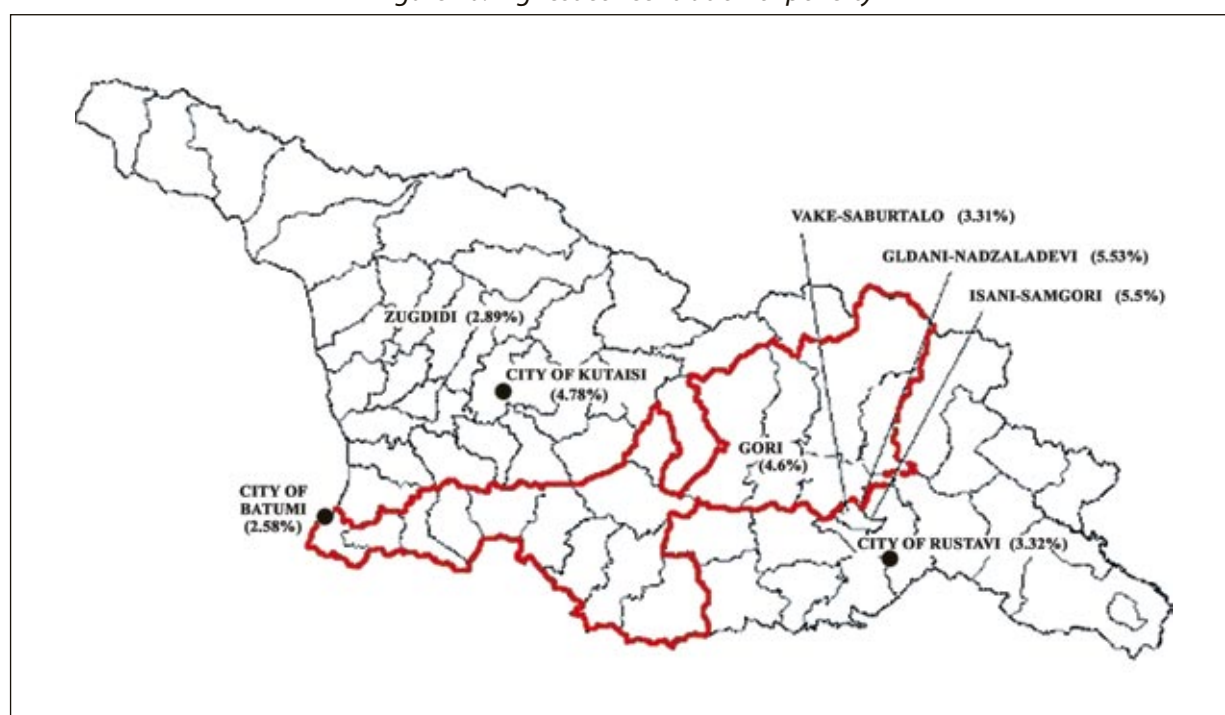 VAKE-SABURTALO (3.31%)
GLDANI-NADZALADEVI (5.53%)
ISANI-SAMGORI (5.5%)
ZUGDIDI (2.89%)
CITY OF KUTAISI
(4.78%)
GORI
(4.6%)
CITY OF
BATUMI
(2.58%)
CITY OF RUSTAVI (3.32%)